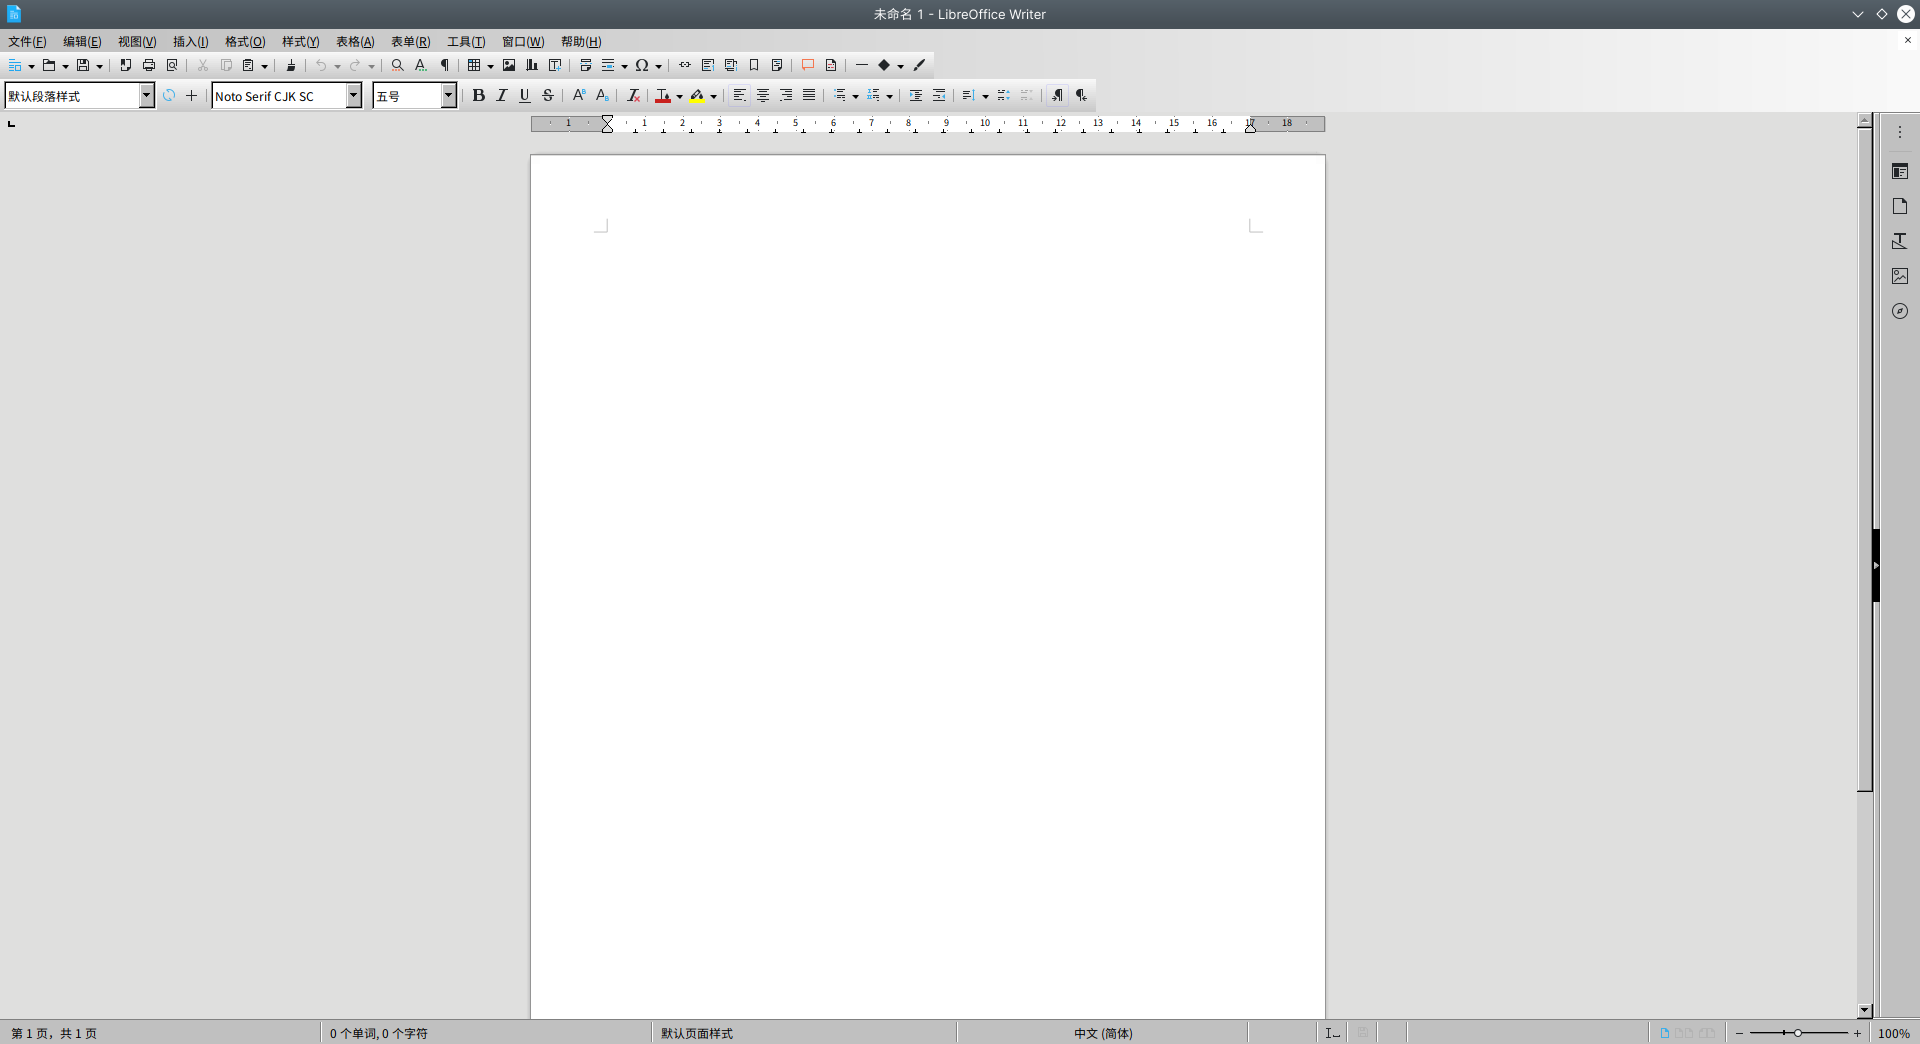 未命名 1 - LibreOffice Writer
文件(F) 编辑(E) 视图(V) 插入(I) 格式(O) 样式(Y) 表格(A) 表单(R) 工具(T) 窗口(W) 帮助(H)
默认段落样式 Noto Serif CJK SC 五号
1 1 2 3 4 5 6 7 8 9 10 11 12 13 14 15 16 17 18
第 1 页，共 1 页 0 个单词, 0 个字符 默认页面样式 中文 (简体) 100%